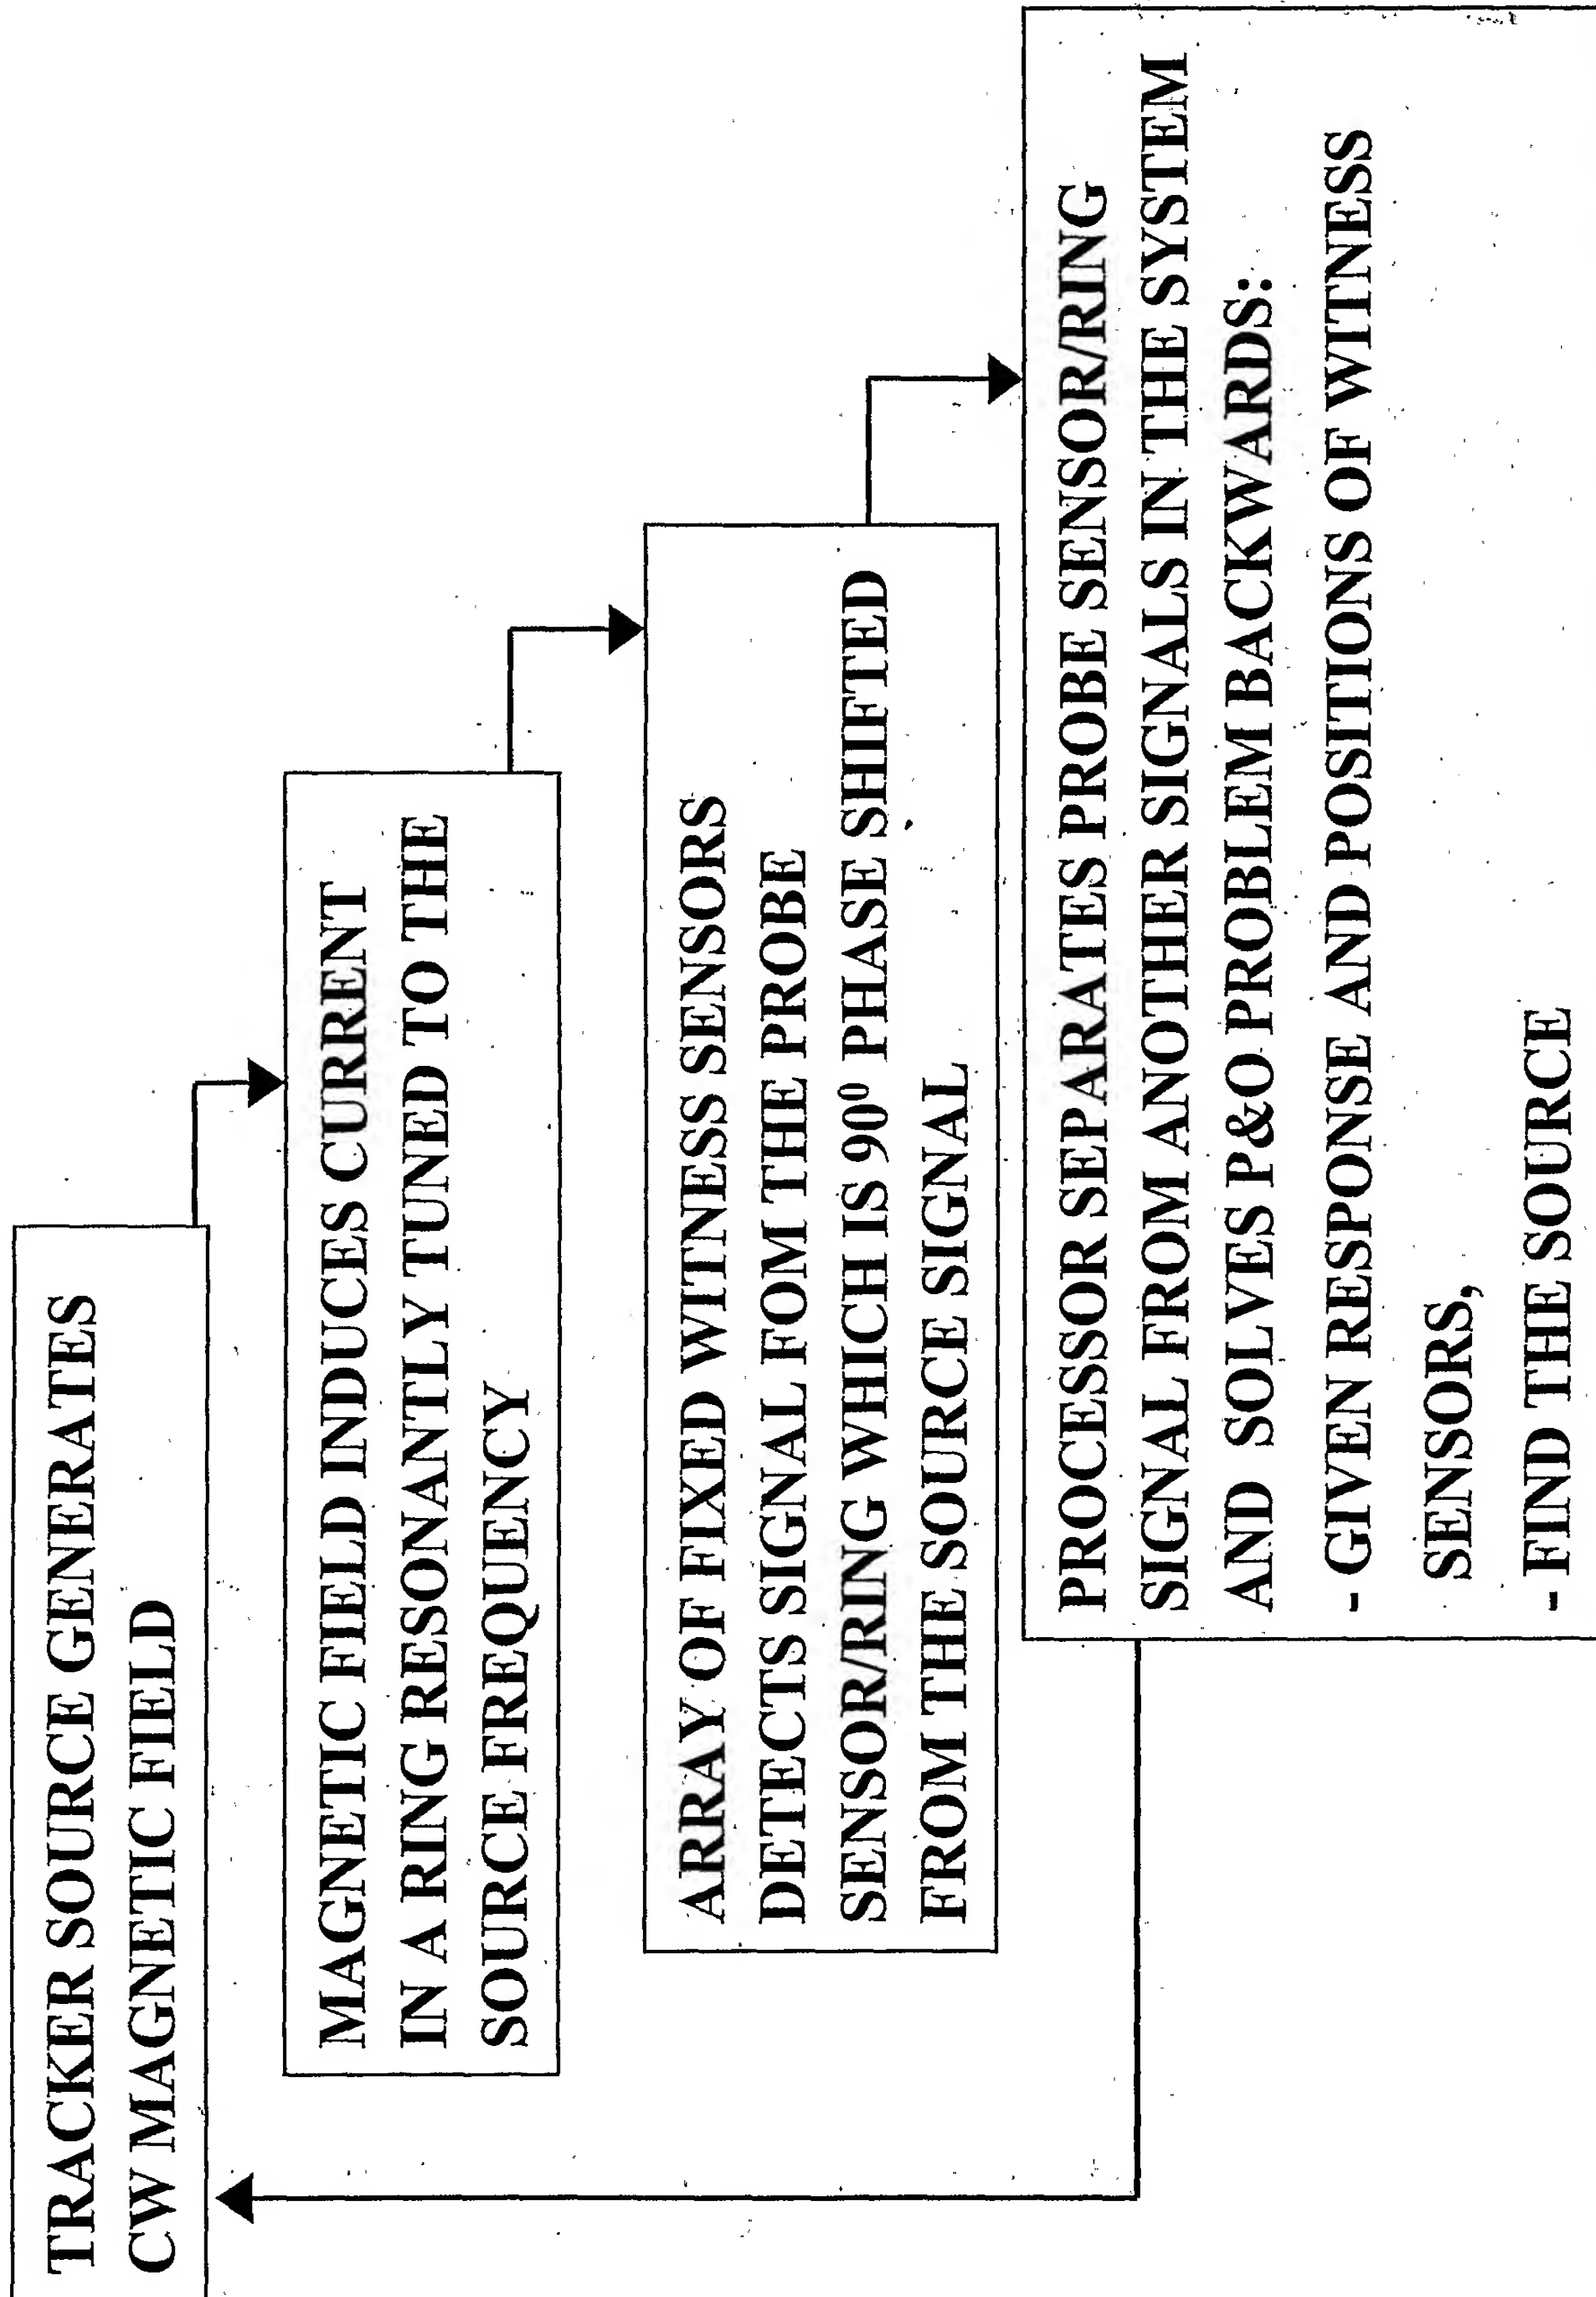 TRACKER SOURCE GENERATES
CW MAGNETIC FIELD
MAGNETIC FIELD INDUCES CURRENT
IN A RING RESONANTLY TUNED TO THE
SOURCE FREQUENCY
ARRAY OF FIXED WITNESS SENSORS
DETECTS SIGNAL FOM THE PROBE
SENSOR/RING WHICH IS 90⁰ PHASE SHIFTED
FROM THE SOURCE SIGNAL
PROCESSOR SEPARATES PROBE SENSOR/RING
SIGNAL FROM ANOTHER SIGNALS IN THE SYSTEM
AND SOLVES P&O PROBLEM BACKWARDS:
- GIVEN RESPONSE AND POSITIONS OF WITNESS
SENSORS,
- FIND THE SOURCE